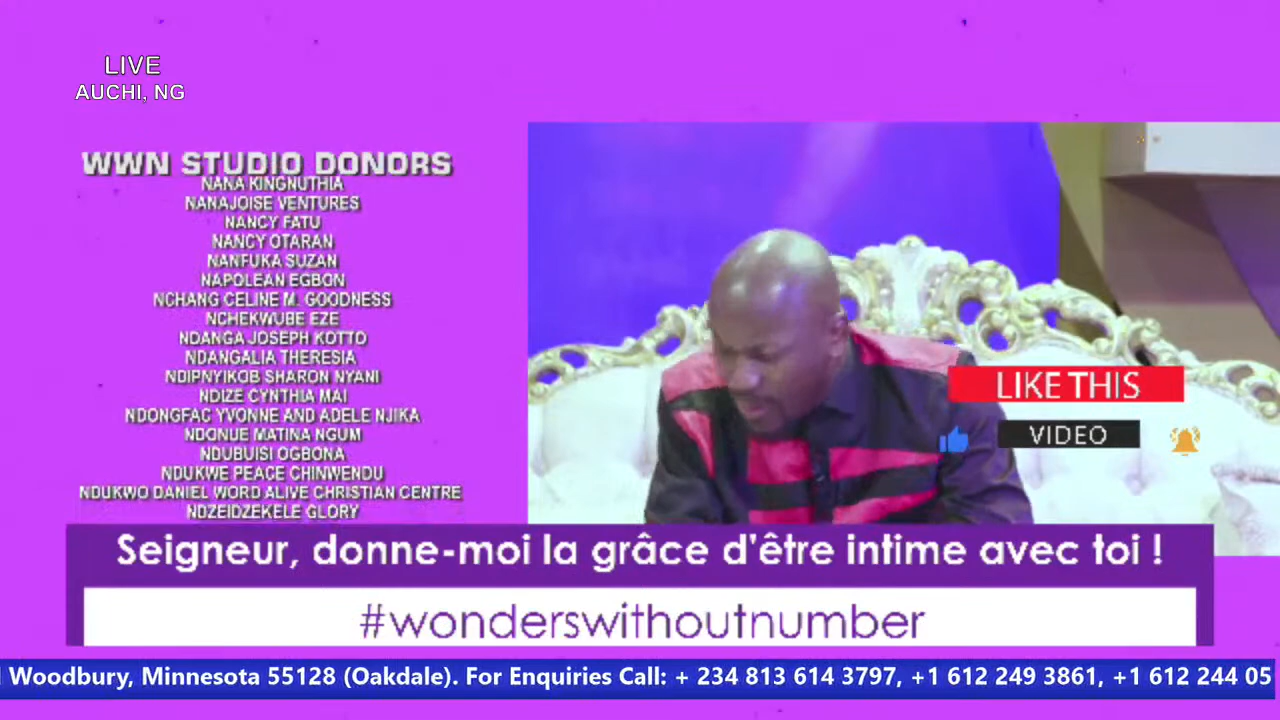 LIVE
AUCHI, NG
WWN STUDIO DONORS
NANA KINGNUTHIA
NANAJOISE VENTURES
NANCY FATU
NANCY OTARAN
NANFUKA SUZAN
NAPOLEAN EGBON
NCHANG CELINE M. GOODNESS
NCHEKWUBE EZE
NDANGA JOSEPH KOTTO
NDANGALIA THERESIA
NDIPNYIKOB SHARON NYANI
NDIZE CYNTHIA MAI
NDONGFAC YVONNE AND ADELE NJIKA
NDONUE MATINA NGUM
NDUBUISI OGBONA
NDUKWE PEACE CHINWENDU
NDUKWO DANIEL WORD ALIVE CHRISTIAN CENTRE
NDZEIDZEKELE GLORY
LIKE THIS
VIDEO
Seigneur, donne-moi la grâce d'être intime avec toi !
#wonderswithoutnumber
Woodbury, Minnesota 55128 (Oakdale). For Enquiries Call: + 234 813 614 3797, +1 612 249 3861, +1 612 244 05